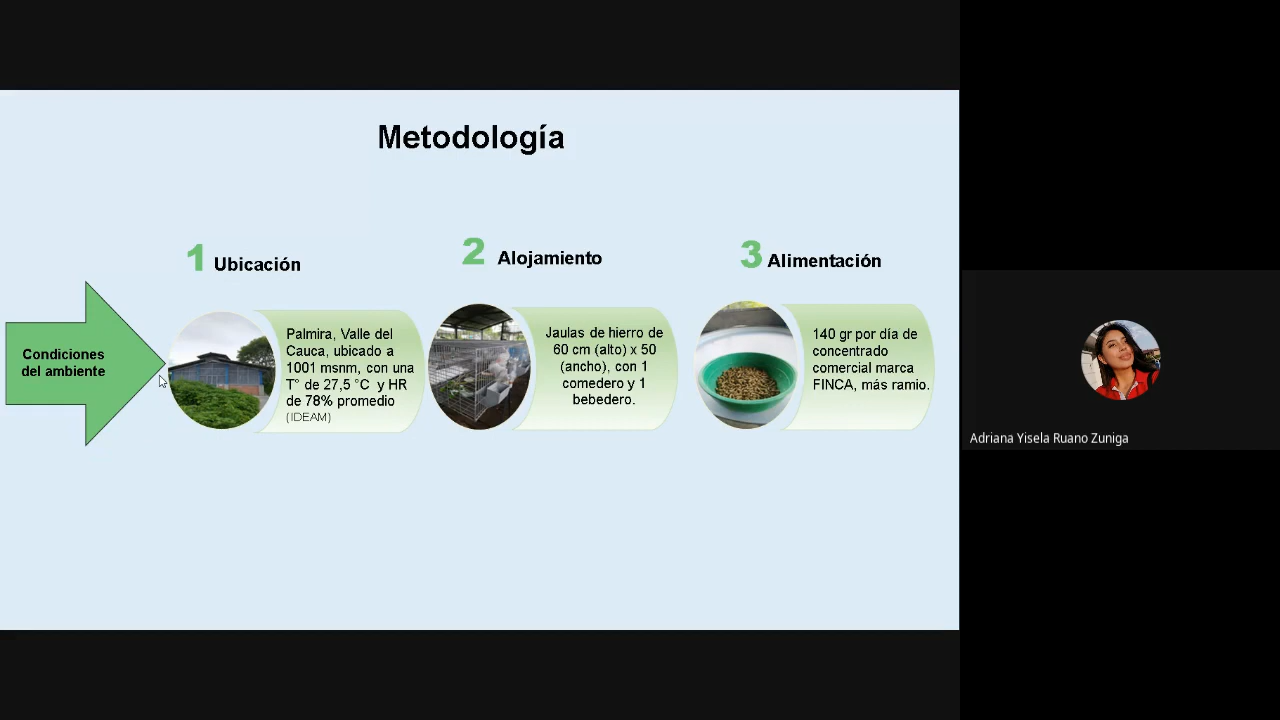 Metodología
1 Ubicación
2 Alojamiento
3 Alimentación
Condiciones
del ambiente
Palmira, Valle del
Cauca, ubicado a
1001 msnm, con una
T° de 27,5 °C y HR
de 78% promedio
(IDEAM)
Jaulas de hierro de
60 cm (alto) x 50
(ancho), con 1
comedero y 1
bebedero.
140 gr por día de
concentrado
comercial marca
FINCA, más ramio.
Adriana Yisela Ruano Zuniga